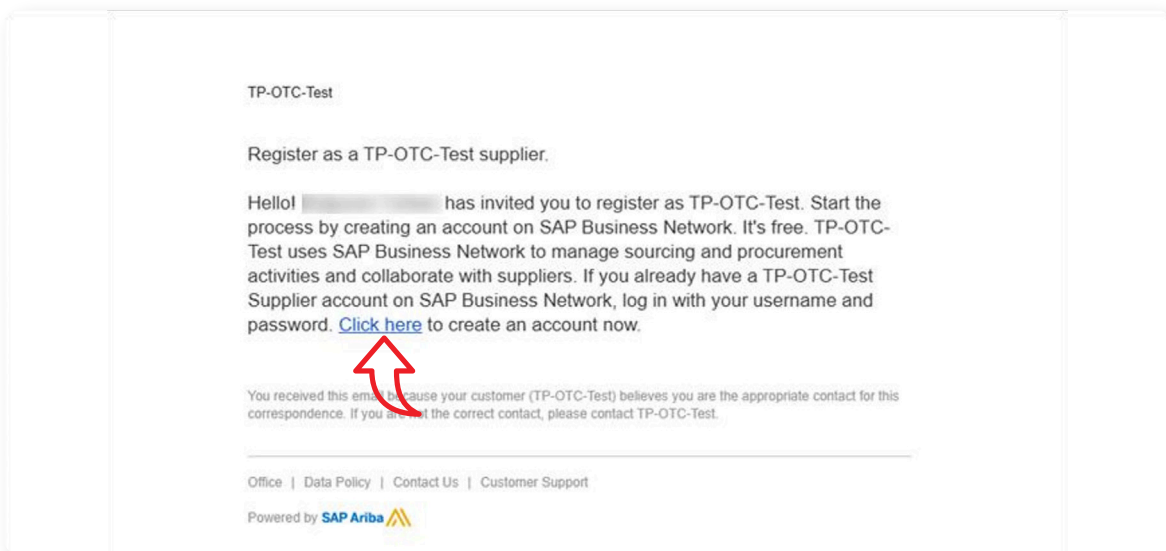 TP-OTC-Test
Register as a TP-OTC-Test supplier.
Hello! has invited you to register as TP-OTC-Test. Start the
process by creating an account on SAP Business Network. It's free. TP-OTC-
Test uses SAP Business Network to manage sourcing and procurement
activities and collaborate with suppliers. If you already have a TP-OTC-Test
Supplier account on SAP Business Network, log in with your username and
password. Click here to create an account now.
You received this email because your customer (TP-OTC-Test) believes you are the appropriate contact for this
correspondence. If you are not the correct contact, please contact TP-OTC-Test.
Office | Data Policy | Contact Us | Customer Support
Powered by SAP Ariba